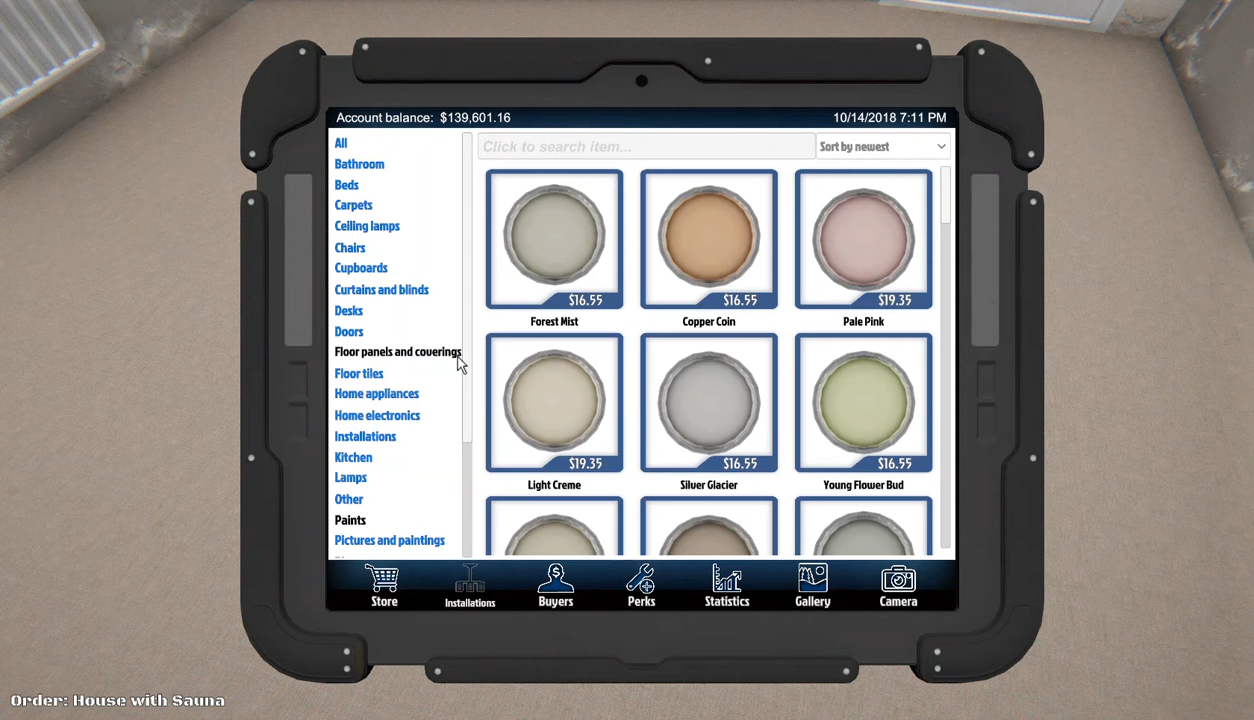 Account balance: $139,601.16
10/14/2018 7:11 PM
All
Bathroom
Beds
Carpets
Ceiling lamps
Chairs
Cupboards
Curtains and blinds
Desks
Doors
Floor panels and coverings
Floor tiles
Home appliances
Home electronics
Installations
Kitchen
Lamps
Other
Paints
Pictures and paintings
Click to search item...
Sort by newest
$16.55
$16.55
$19.35
Forest Mist
Copper Coin
Pale Pink
$19.35
$16.55
$16.55
Light Creme
Silver Glacier
Young Flower Bud
Store
Installations
Buyers
Perks
Statistics
Gallery
Camera
Order: House with Sauna